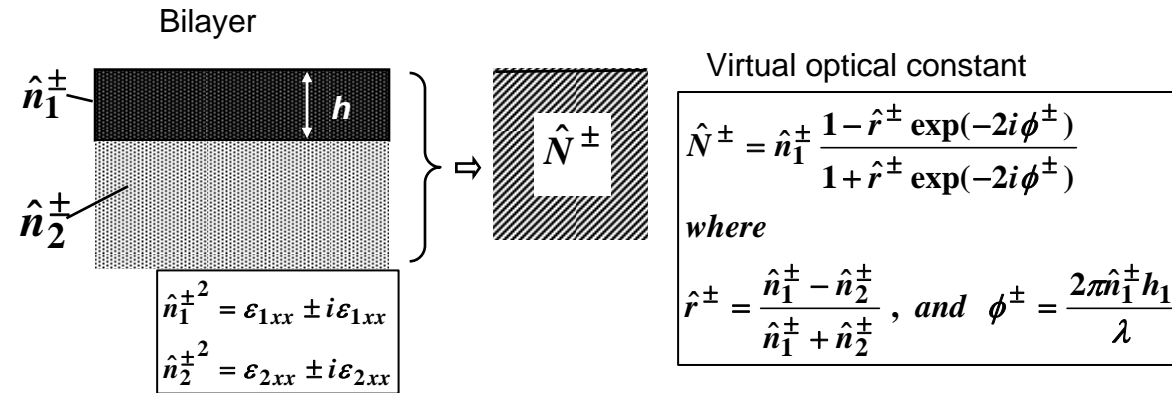 Bilayer
n̂₁^±
h
n̂₂^±
n̂₁^±² = ε₁ₓₓ ± iε₁ₓₓ
n̂₂^±² = ε₂ₓₓ ± iε₂ₓₓ
⇨
N̂^±
Virtual optical constant
N̂^± = n̂₁^± (1 − r̂^± exp(−2iϕ^±)) / (1 + r̂^± exp(−2iϕ^±))
where
r̂^± = (n̂₁^± − n̂₂^±) / (n̂₁^± + n̂₂^±) , and ϕ^± = 2πn̂₁^±h₁ / λ